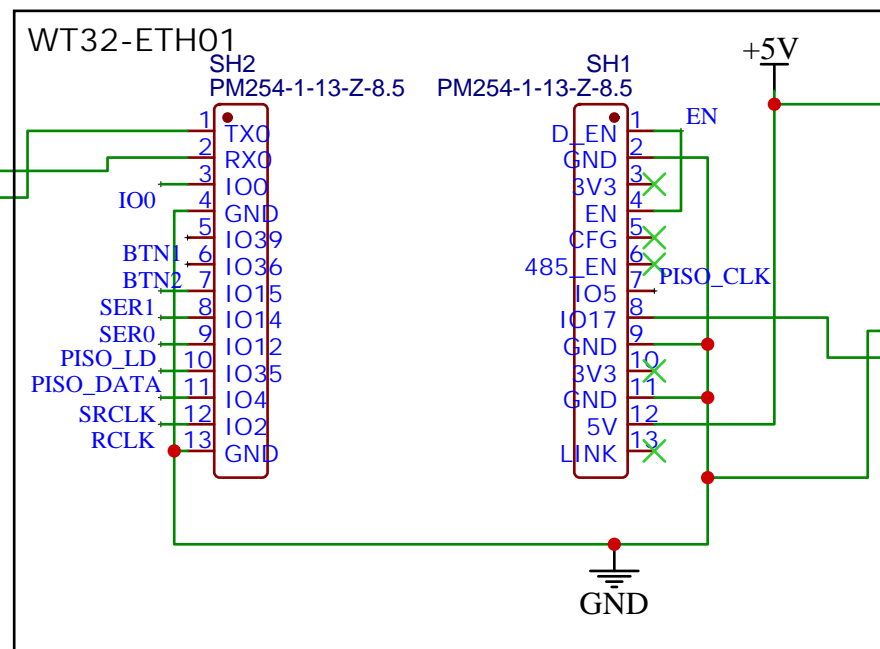 WT32-ETH01
SH2
PM254-1-13-Z-8.5
1 TX0
2 RX0
IO0 3 IO0
4 GND
5 IO39
BTN1 6 IO36
BTN2 7 IO15
SER1 8 IO14
SER0 9 IO12
PISO_LD 10 IO35
PISO_DATA 11 IO4
SRCLK 12 IO2
RCLK 13 GND
SH1
PM254-1-13-Z-8.5
D_EN 1 EN
GND 2
3V3 3
EN 4
CFG 5
485_EN 6
IO5 7 PISO_CLK
IO17 8
GND 9
3V3 10
GND 11
5V 12
LINK 13
+5V
GND